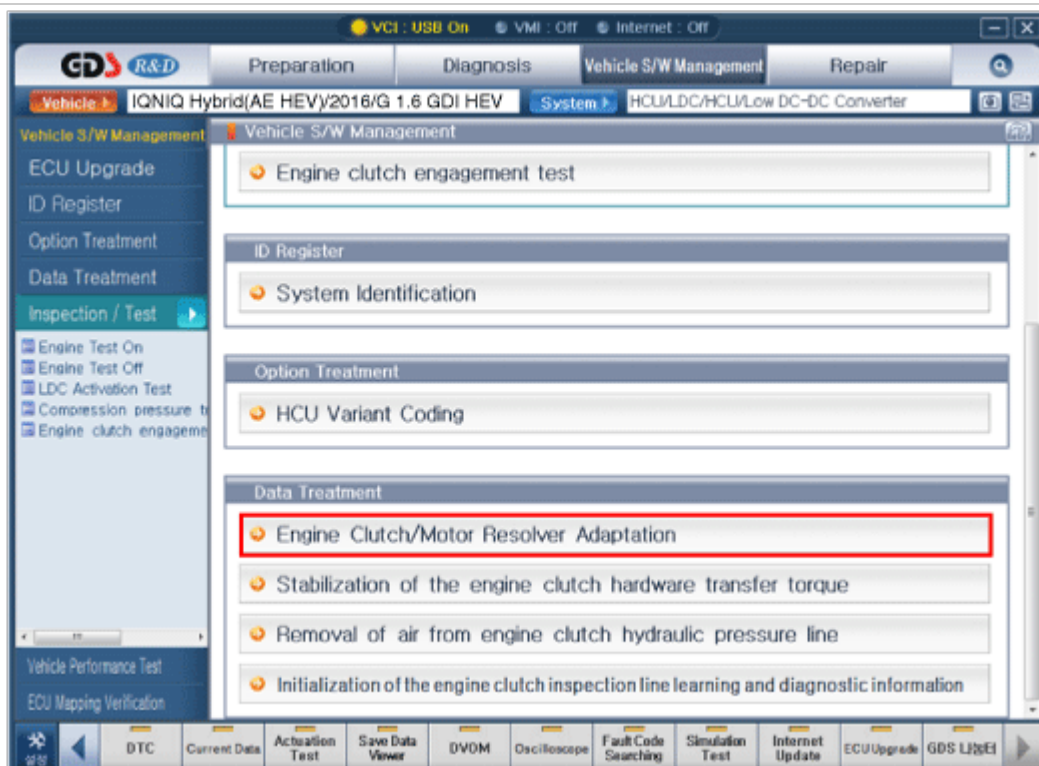 VCI : USB On VMI : Off Internet : Off
GDS R&D Preparation Diagnosis Vehicle S/W Management Repair
Vehicle IQNIQ Hybrid(AE HEV)/2016/G 1.6 GDI HEV System HCU/LDC/HCU/Low DC-DC Converter
Vehicle S/W Management
ECU Upgrade
ID Register
Option Treatment
Data Treatment
Inspection / Test
Engine Test On
Engine Test Off
LDC Activation Test
Compression pressure t
Engine clutch engageme
Vehicle Performance Test
ECU Mapping Verification
Vehicle S/W Management
Engine clutch engagement test
ID Register
System Identification
Option Treatment
HCU Variant Coding
Data Treatment
Engine Clutch/Motor Resolver Adaptation
Stabilization of the engine clutch hardware transfer torque
Removal of air from engine clutch hydraulic pressure line
Initialization of the engine clutch inspection line learning and diagnostic information
설정 DTC Current Data Actuation Test Save Data Viewer DVOM Oscilloscope Fault Code Searching Simulation Test Internet Update ECU Upgrade GDS